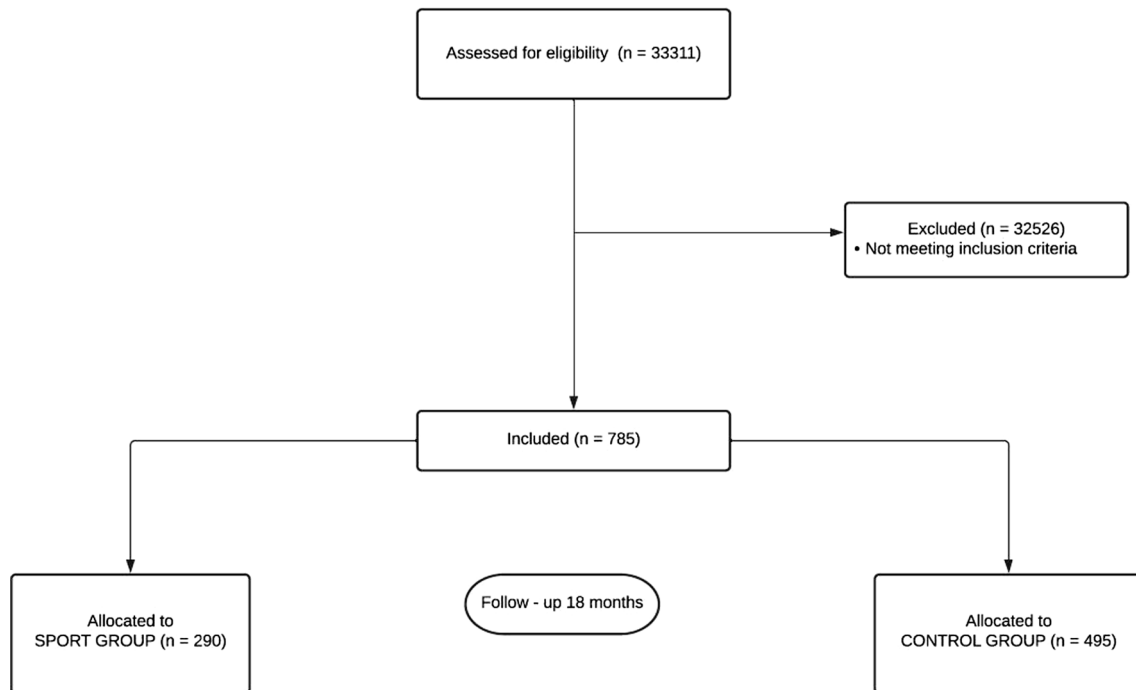 Assessed for eligibility (n = 33311)
Excluded (n = 32526)
• Not meeting inclusion criteria
Included (n = 785)
Allocated to
SPORT GROUP (n = 290)
Follow - up 18 months
Allocated to
CONTROL GROUP (n = 495)